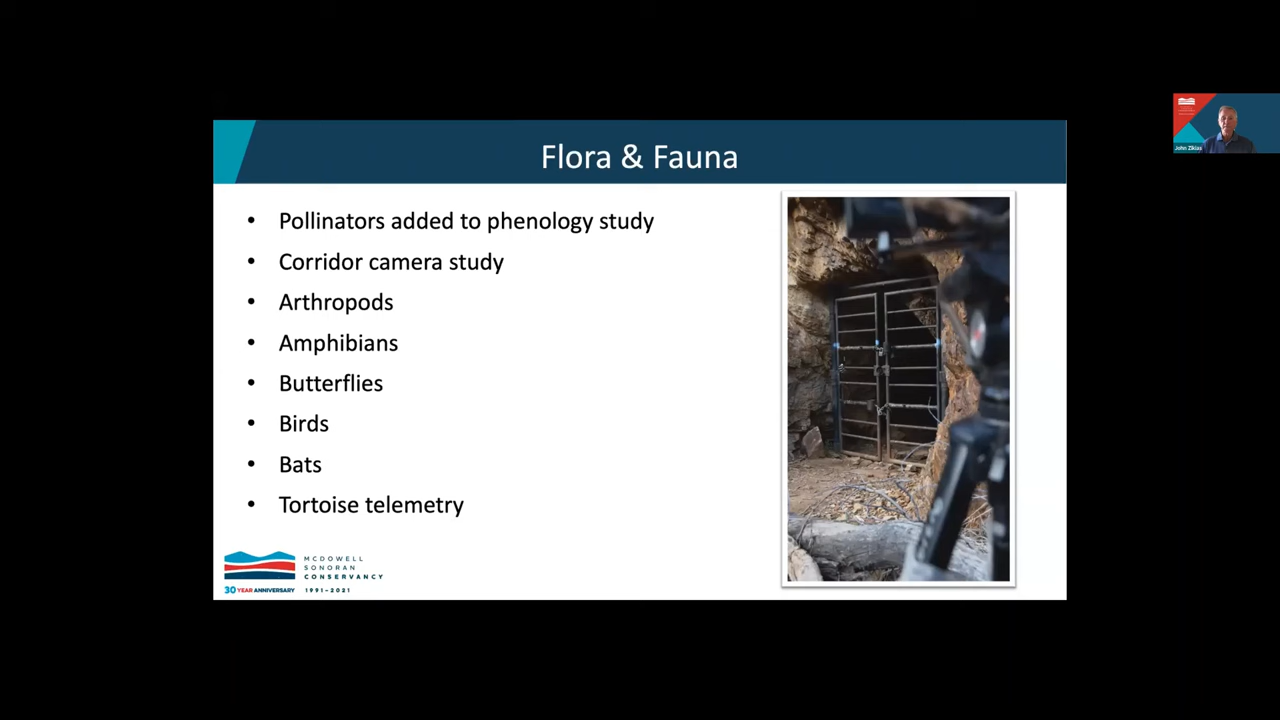 Flora & Fauna
• Pollinators added to phenology study
• Corridor camera study
• Arthropods
• Amphibians
• Butterflies
• Birds
• Bats
• Tortoise telemetry
MCDOWELL
SONORAN
CONSERVANCY
30 YEAR ANNIVERSARY 1991-2021
John Zikias